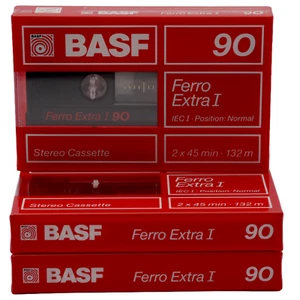 BASF 90
Ferro
Extra I
IEC I · Position: Normal
Ferro Extra I 90
Stereo Cassette 2 x 45 min · 132 m
Ferro
Extra I
IEC I · Position: Normal
Stereo Cassette 2 x 45 min · 132 m
BASF Ferro Extra I 90
BASF Ferro Extra I 90